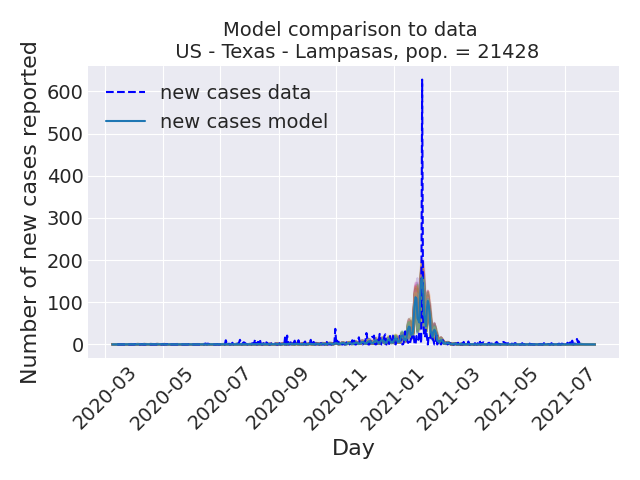 Model comparison to data
US - Texas - Lampasas, pop. = 21428
Number of new cases reported
600
500
400
300
200
100
0
new cases data
new cases model
2020-03
2020-05
2020-07
2020-09
2020-11
2021-01
2021-03
2021-05
2021-07
Day